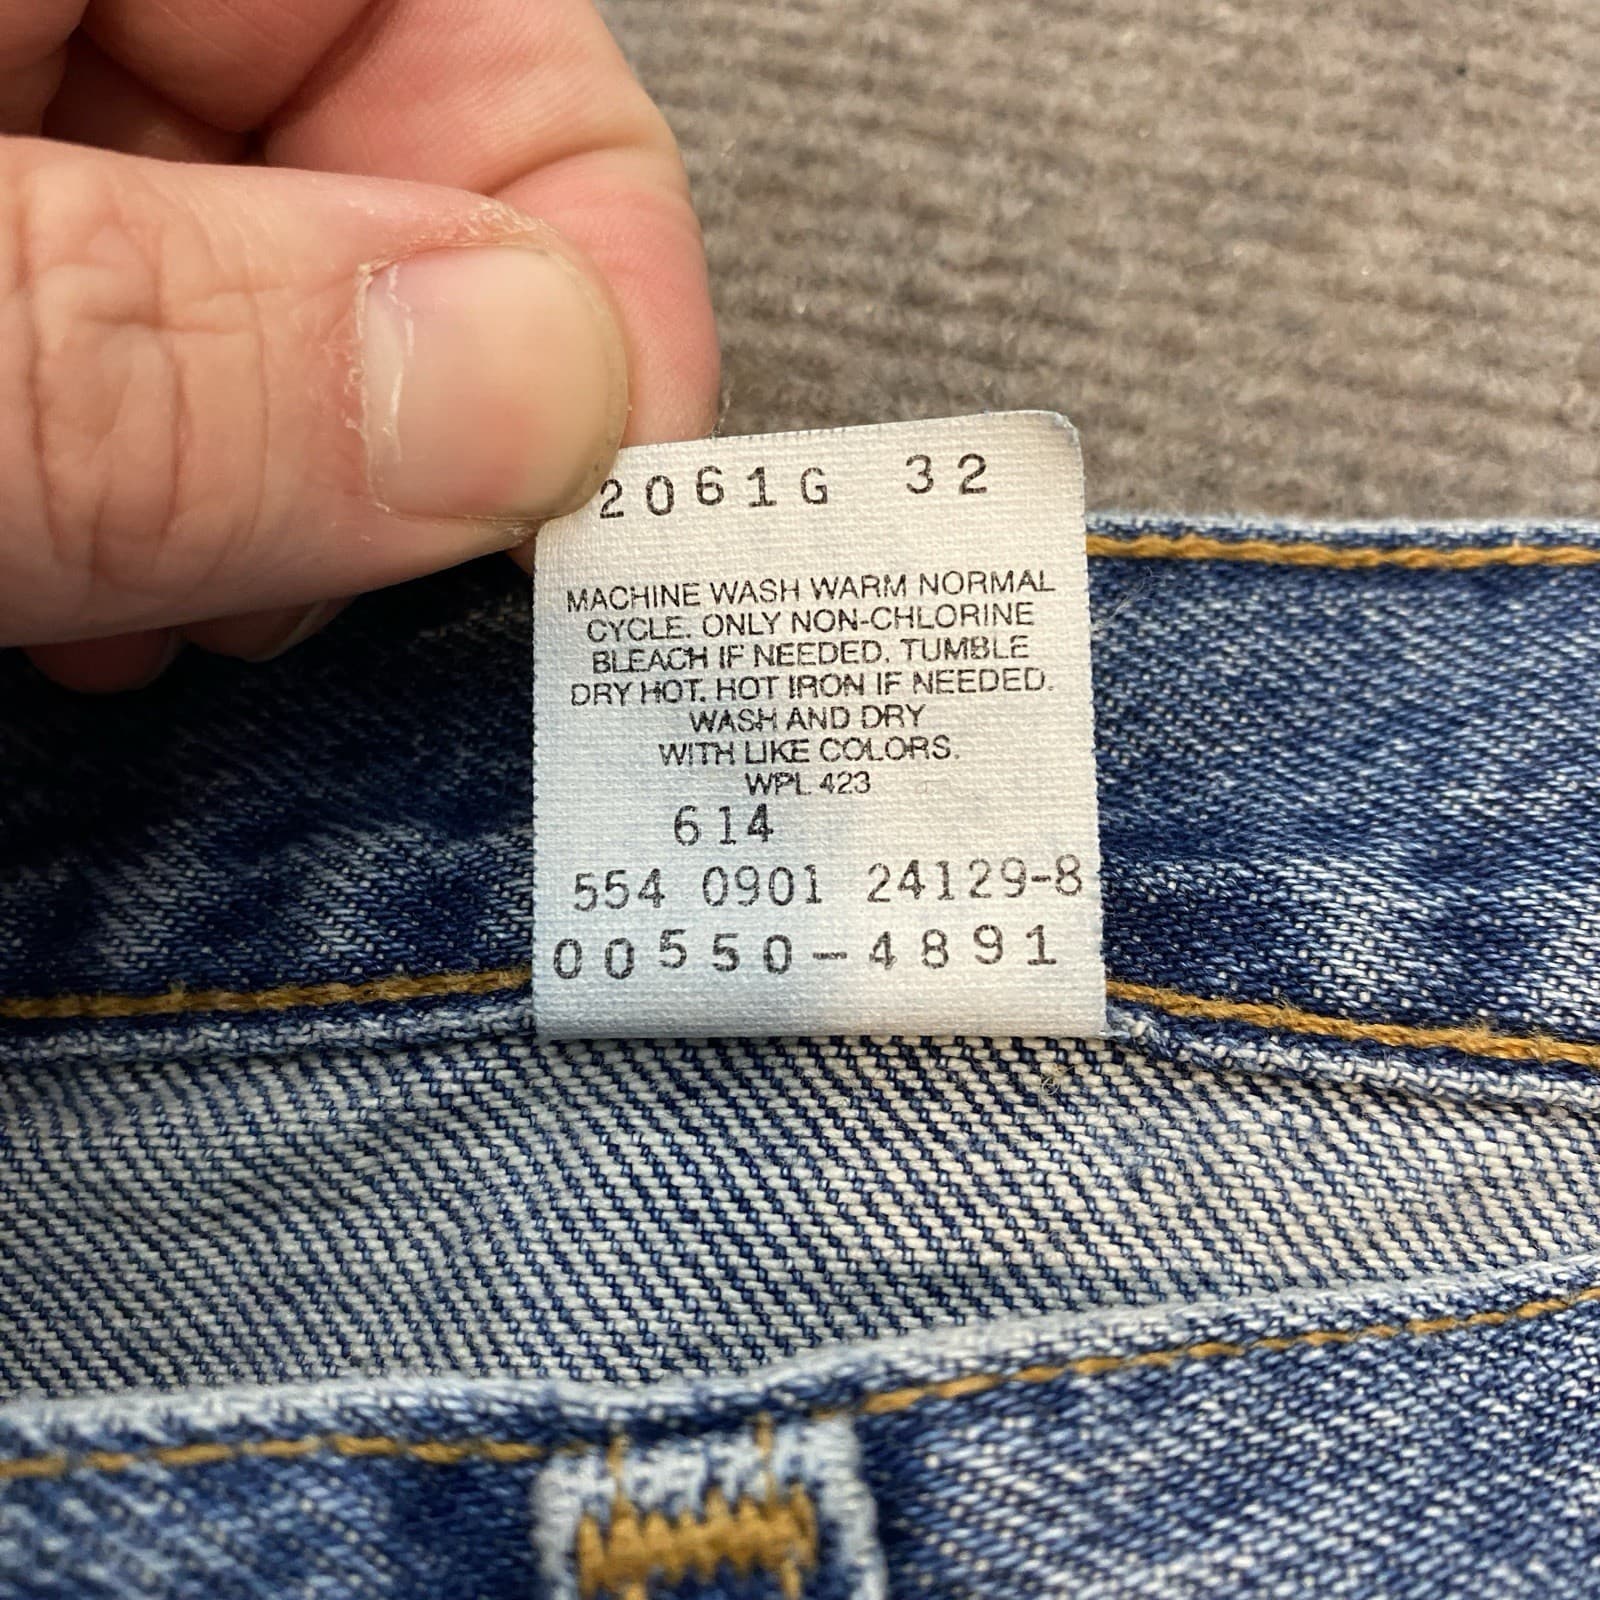 2061G 32
MACHINE WASH WARM NORMAL
CYCLE. ONLY NON-CHLORINE
BLEACH IF NEEDED. TUMBLE
DRY HOT. HOT IRON IF NEEDED.
WASH AND DRY
WITH LIKE COLORS.
WPL 423
614
554 0901 24129-8
00550-4891